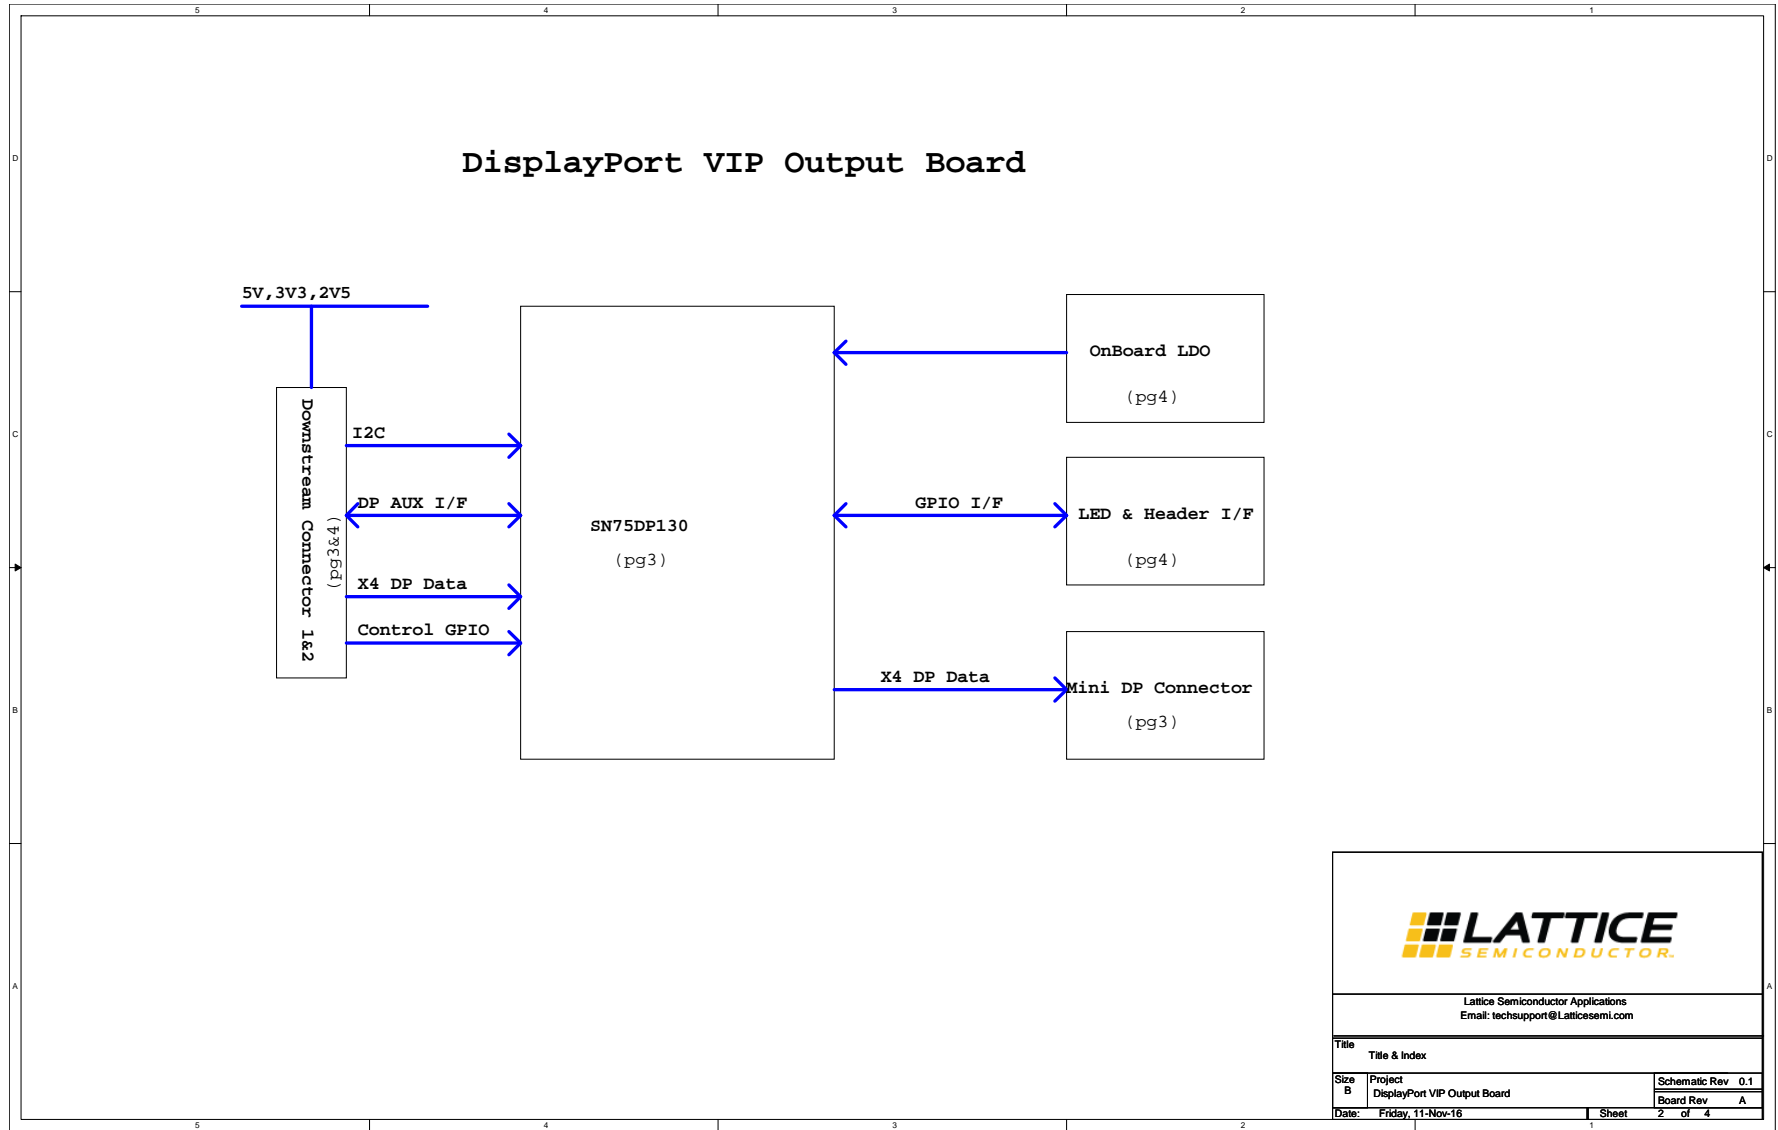 5 4 3 2 1
D D
DisplayPort VIP Output Board
5V,3V3,2V5
OnBoard LDO
(pg4)
Downstream Connector 1&2
(pg3&4)
C C
I2C
DP AUX I/F
X4 DP Data
Control GPIO
SN75DP130
(pg3)
GPIO I/F
LED & Header I/F
(pg4)
X4 DP Data
Mini DP Connector
(pg3)
B B
LATTICE
SEMICONDUCTOR™
A A
Lattice Semiconductor Applications
Email: techsupport@Latticesemi.com
Title
Title & Index
Size Project Schematic Rev 0.1
B DisplayPort VIP Output Board Board Rev A
Date: Friday, 11-Nov-16 Sheet 2 of 4
5 4 3 2 1